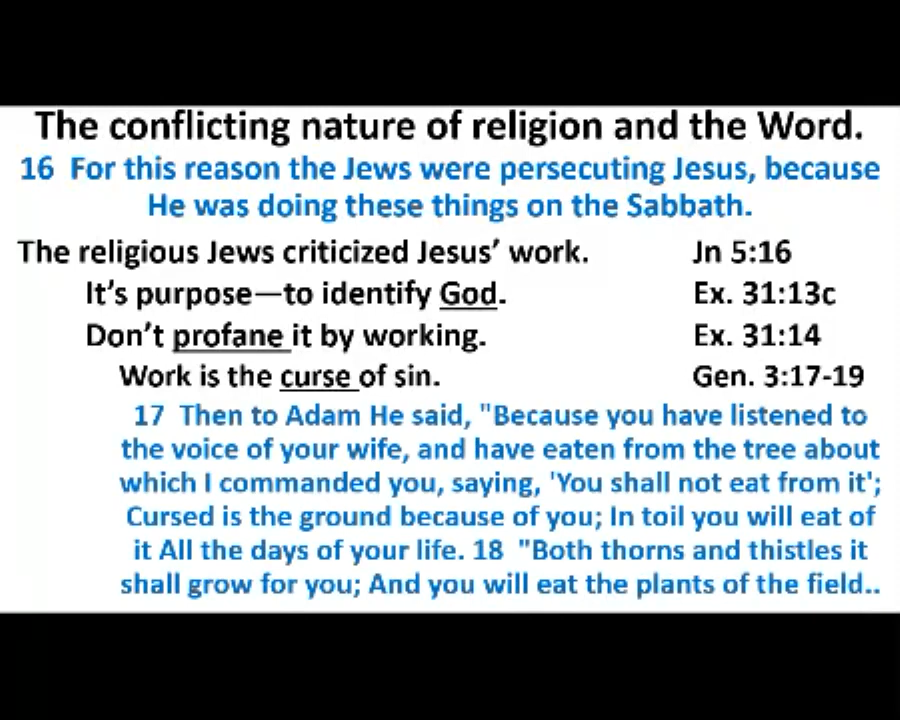 The conflicting nature of religion and the Word.
16 For this reason the Jews were persecuting Jesus, because
He was doing these things on the Sabbath.
The religious Jews criticized Jesus' work. Jn 5:16
It's purpose—to identify God. Ex. 31:13c
Don't profane it by working. Ex. 31:14
Work is the curse of sin. Gen. 3:17-19
17 Then to Adam He said, "Because you have listened to
the voice of your wife, and have eaten from the tree about
which I commanded you, saying, 'You shall not eat from it';
Cursed is the ground because of you; In toil you will eat of
it All the days of your life. 18 "Both thorns and thistles it
shall grow for you; And you will eat the plants of the field..